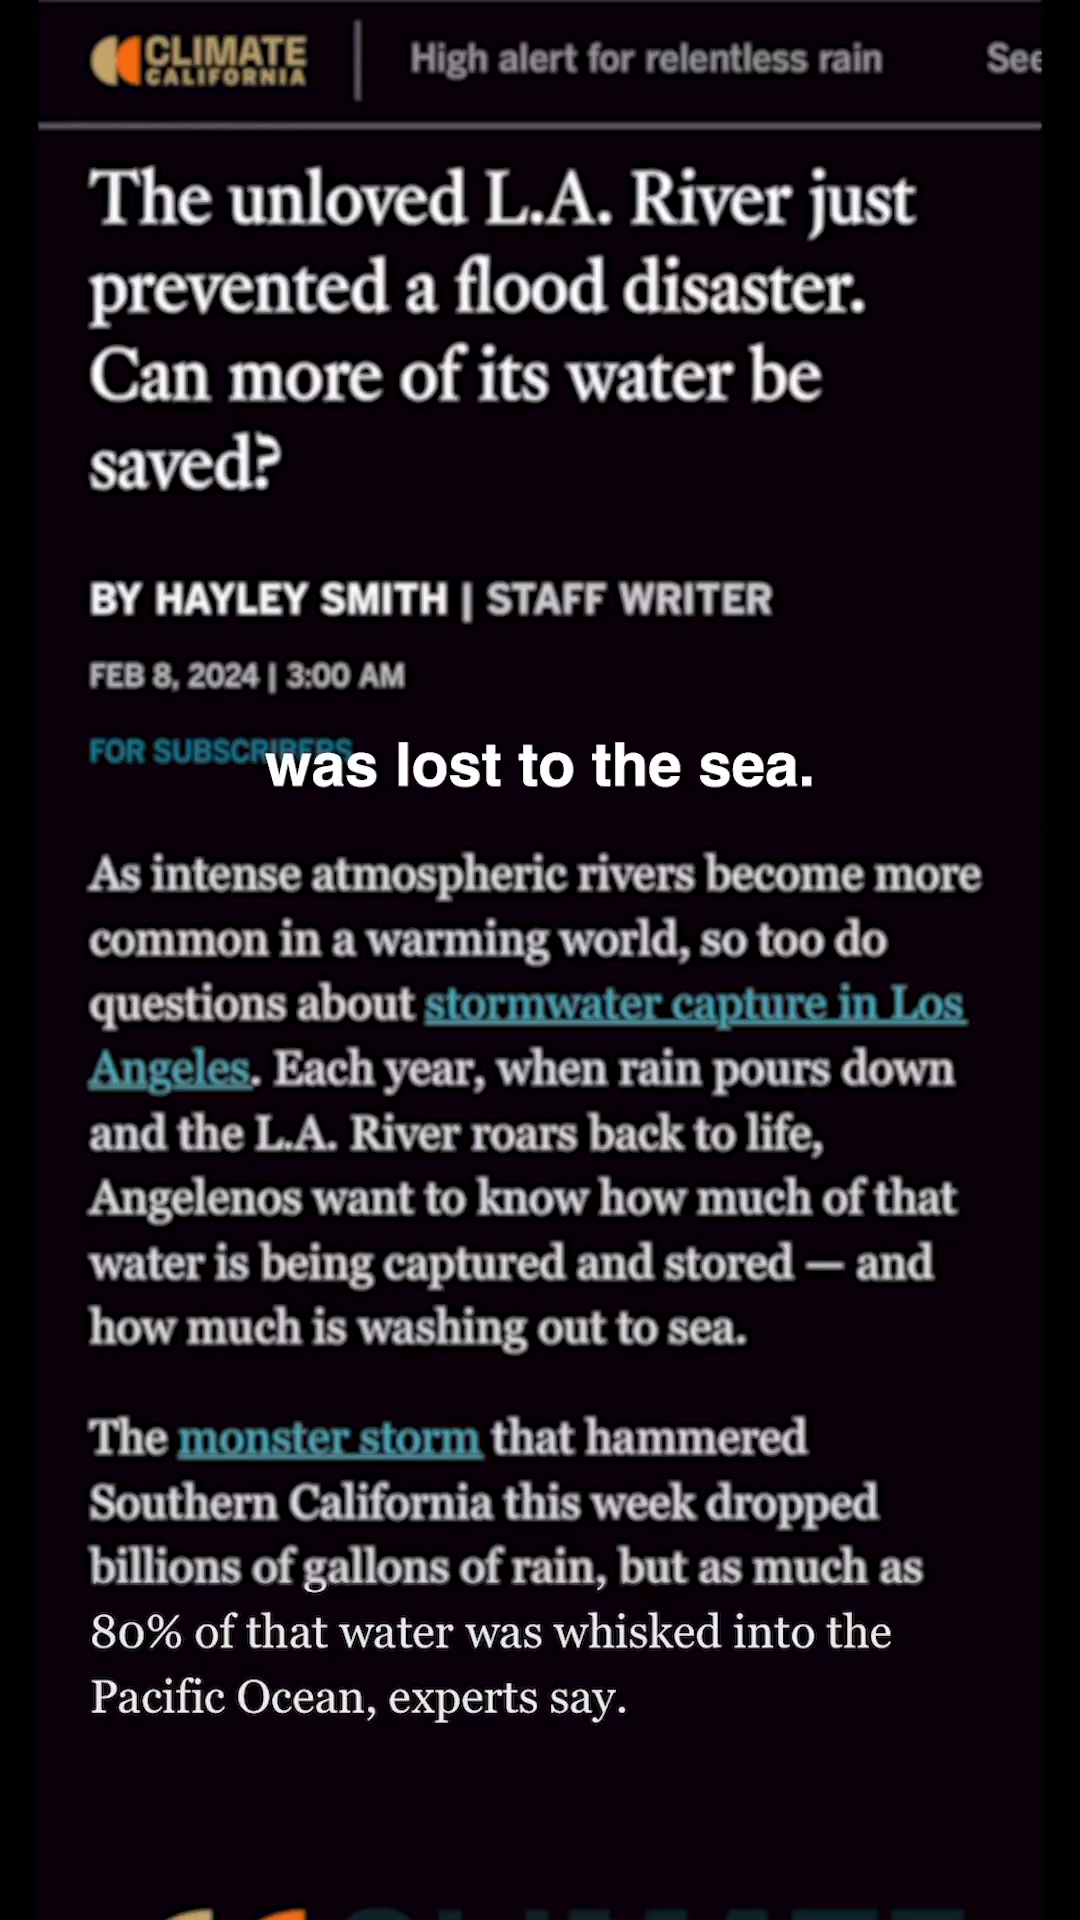 CLIMATE
CALIFORNIA
High alert for relentless rain
See
The unloved L.A. River just
prevented a flood disaster.
Can more of its water be
saved?
BY HAYLEY SMITH | STAFF WRITER
FEB 8, 2024 | 3:00 AM
FOR SUBSCRIBERS
was lost to the sea.
As intense atmospheric rivers become more
common in a warming world, so too do
questions about stormwater capture in Los
Angeles. Each year, when rain pours down
and the L.A. River roars back to life,
Angelenos want to know how much of that
water is being captured and stored — and
how much is washing out to sea.
The monster storm that hammered
Southern California this week dropped
billions of gallons of rain, but as much as
80% of that water was whisked into the
Pacific Ocean, experts say.